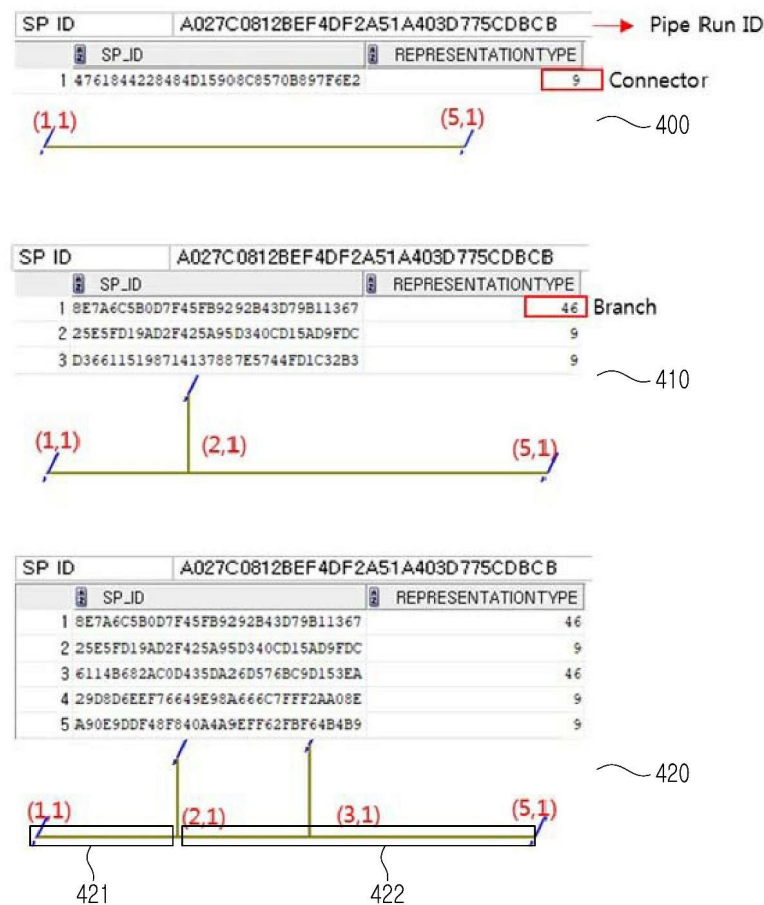 SP ID A027C0812BEF4DF2A51A403D775CDBCB → Pipe Run ID
SP_ID REPRESENTATIONTYPE
1 4761844228484D15908C8570B897F6E2 9 Connector
(1,1) (5,1)
400
SP ID A027C0812BEF4DF2A51A403D775CDBCB
SP_ID REPRESENTATIONTYPE
1 8E7A6C5B0D7F45FB9292B43D79B11367 46 Branch
2 25E5FD19AD2F425A95D340CD15AD9FDC 9
3 D366115198714137887E5744FD1C32B3 9
410
(1,1) (2,1) (5,1)
SP ID A027C0812BEF4DF2A51A403D775CDBCB
SP_ID REPRESENTATIONTYPE
1 8E7A6C5B0D7F45FB9292B43D79B11367 46
2 25E5FD19AD2F425A95D340CD15AD9FDC 9
3 6114B682AC0D435DA26D576BC9D153EA 46
4 29D8D6EEF76649E98A666C7FFF2AA08E 9
5 A90E9DDF48F840A4A9EFF62FBF64B4B9 9
420
(1,1) (2,1) (3,1) (5,1)
421 422